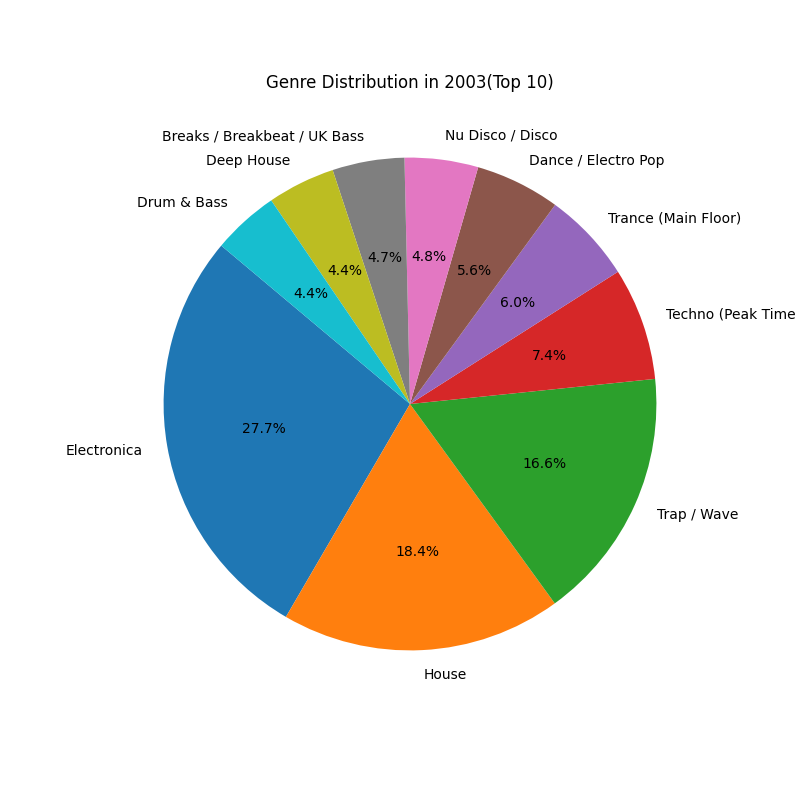 Genre Distribution in 2003(Top 10)
Breaks / Breakbeat / UK Bass
Nu Disco / Disco
Deep House
Dance / Electro Pop
Drum & Bass
Trance (Main Floor)
4.7%
4.8%
4.4%
5.6%
4.4%
6.0%
Techno (Peak Time
7.4%
27.7%
Electronica
16.6%
Trap / Wave
18.4%
House